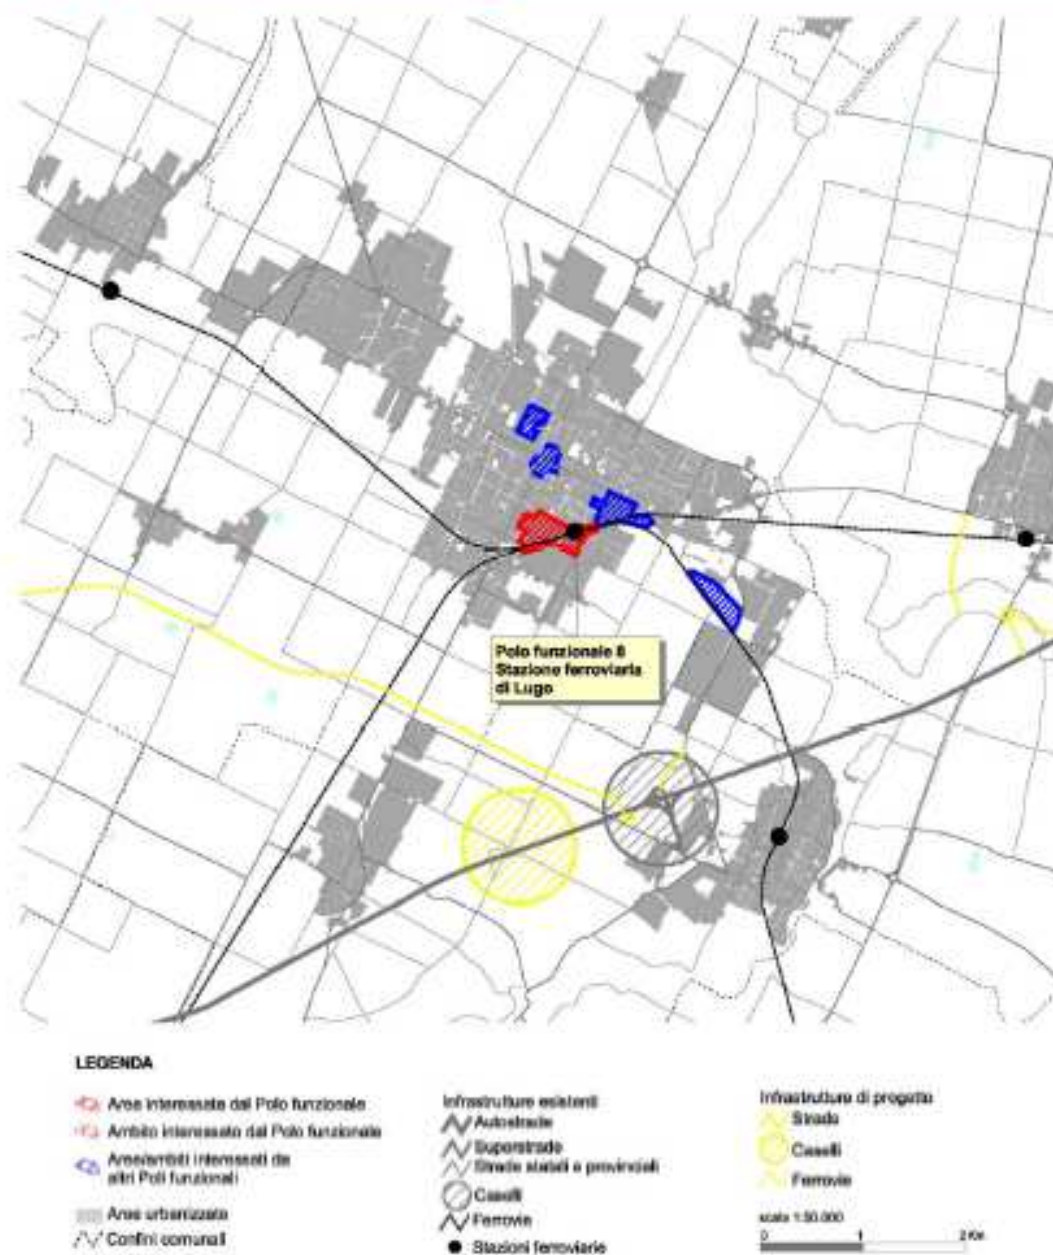 Polo funzionale 8
Stazione ferroviaria
di Lugo
LEGENDA
Area interessata dal Polo funzionale
Ambito interessato dal Polo funzionale
Aree/ambiti interessati da
altri Poli funzionali
Aree urbanizzate
Confini comunali
Infrastrutture esistenti
Autostrade
Superstrade
Strade statali e provinciali
Caselli
Ferrovie
Stazioni ferroviarie
Infrastrutture di progetto
Strade
Caselli
Ferrovie
scala 1:50.000
0 1 2 Km